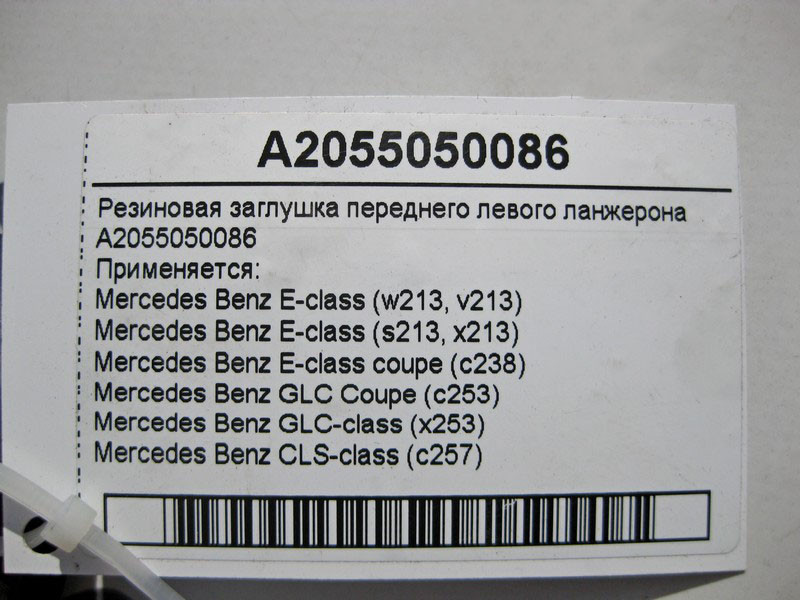 A2055050086
Резиновая заглушка переднего левого ланжерона
A2055050086
Применяется:
Mercedes Benz E-class (w213, v213)
Mercedes Benz E-class (s213, x213)
Mercedes Benz E-class coupe (c238)
Mercedes Benz GLC Coupe (c253)
Mercedes Benz GLC-class (x253)
Mercedes Benz CLS-class (c257)